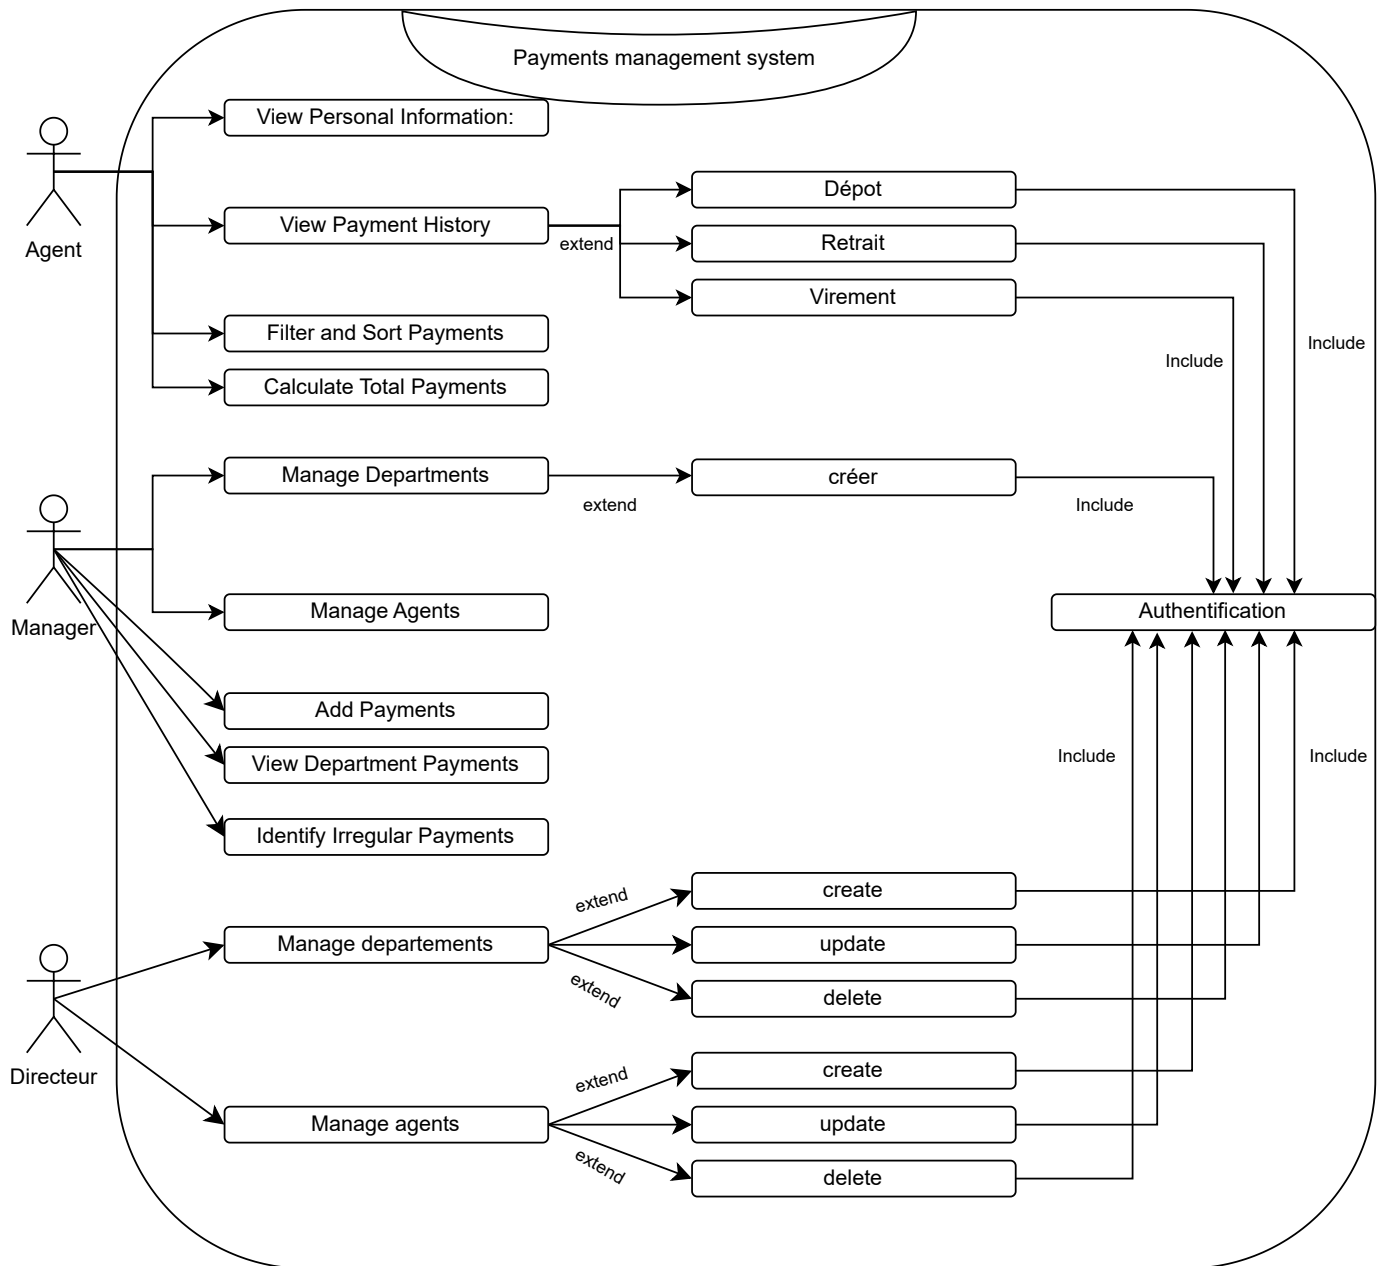 Payments management system
View Personal Information:
Agent
View Payment History
extend
Dépot
Retrait
Virement
Filter and Sort Payments
Calculate Total Payments
Include
Include
Manager
Manage Departments
extend
créer
Include
Manage Agents
Authentification
Add Payments
View Department Payments
Identify Irregular Payments
Include
Include
Directeur
Manage departements
extend
extend
create
update
delete
Manage agents
extend
extend
create
update
delete